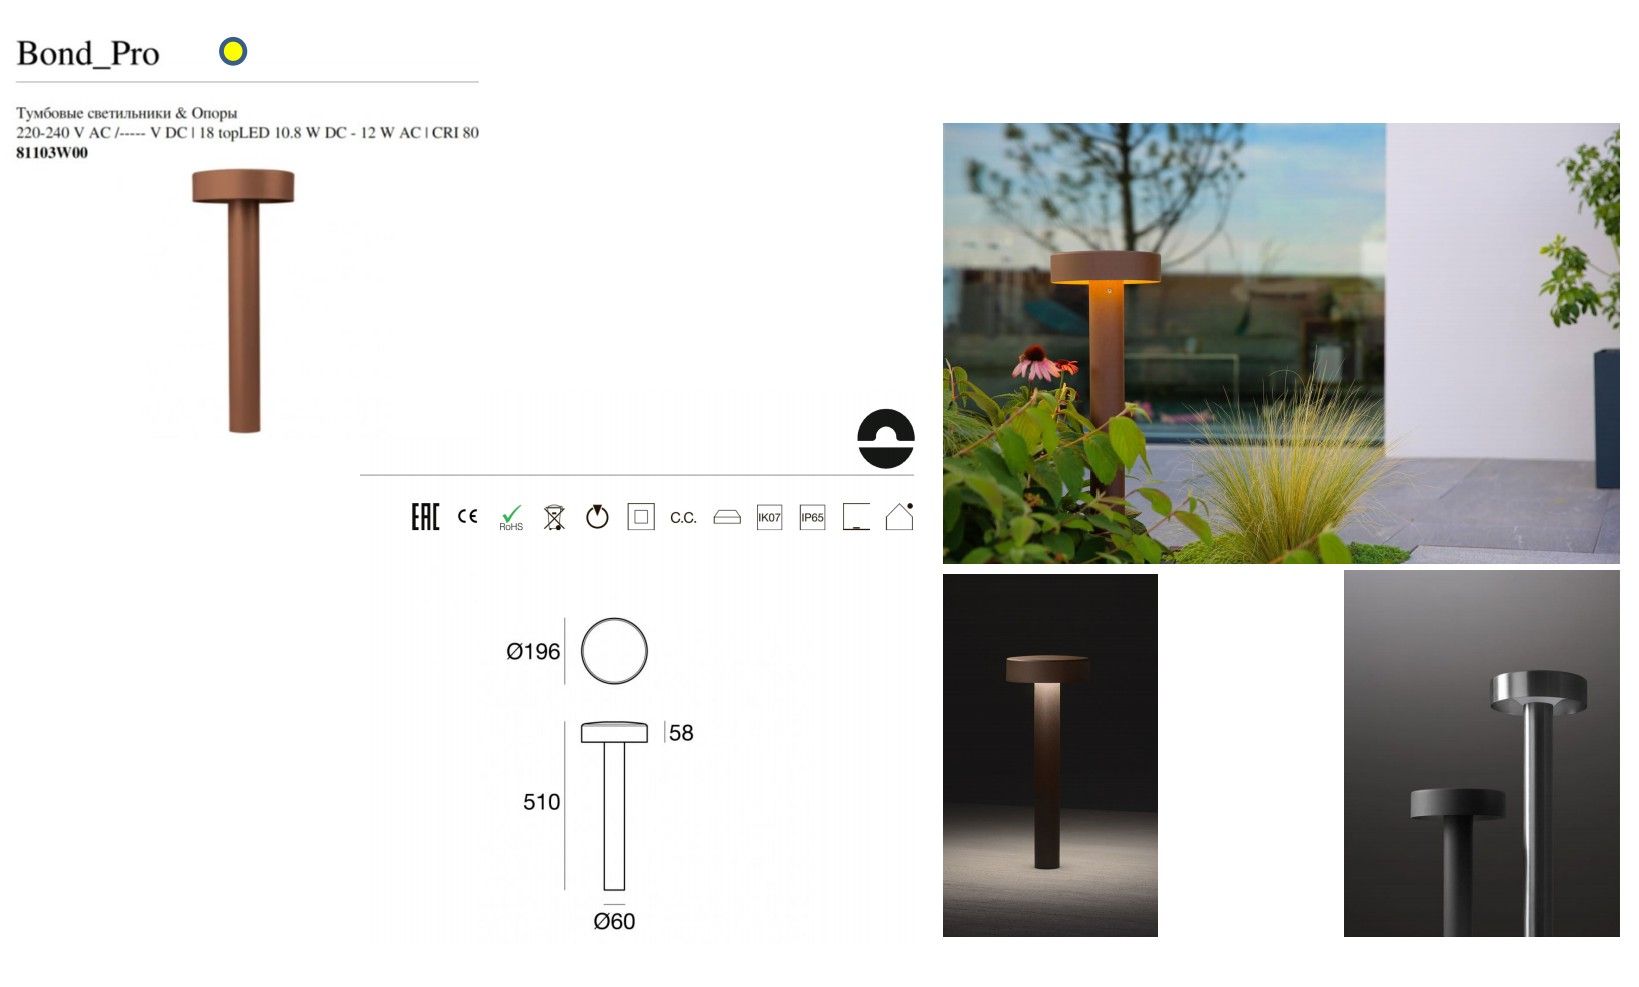 Bond_Pro
Тумбовые светильники & Опоры
220-240 V AC /----- V DC | 18 topLED 10.8 W DC - 12 W AC | CRI 80
81103W00
EAC CE RoHS C.C. IK07 IP65
Ø196
58
510
Ø60